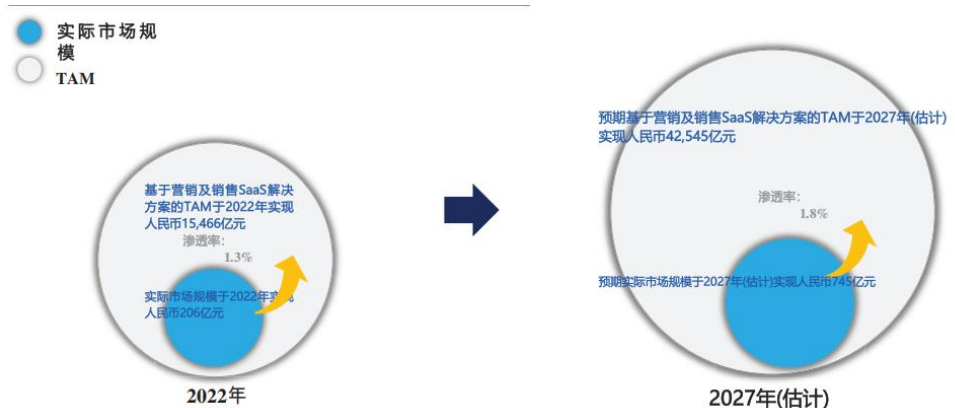 实际市场规
模
TAM
基于营销及销售SaaS解决
方案的TAM于2022年实现
人民币15,466亿元
渗透率:
1.3%
实际市场规模于2022年实现
人民币206亿元
2022年
预期基于营销及销售SaaS解决方案的TAM于2027年(估计)
实现人民币42,545亿元
渗透率:
1.8%
预期实际市场规模于2027年(估计)实现人民币745亿元
2027年(估计)